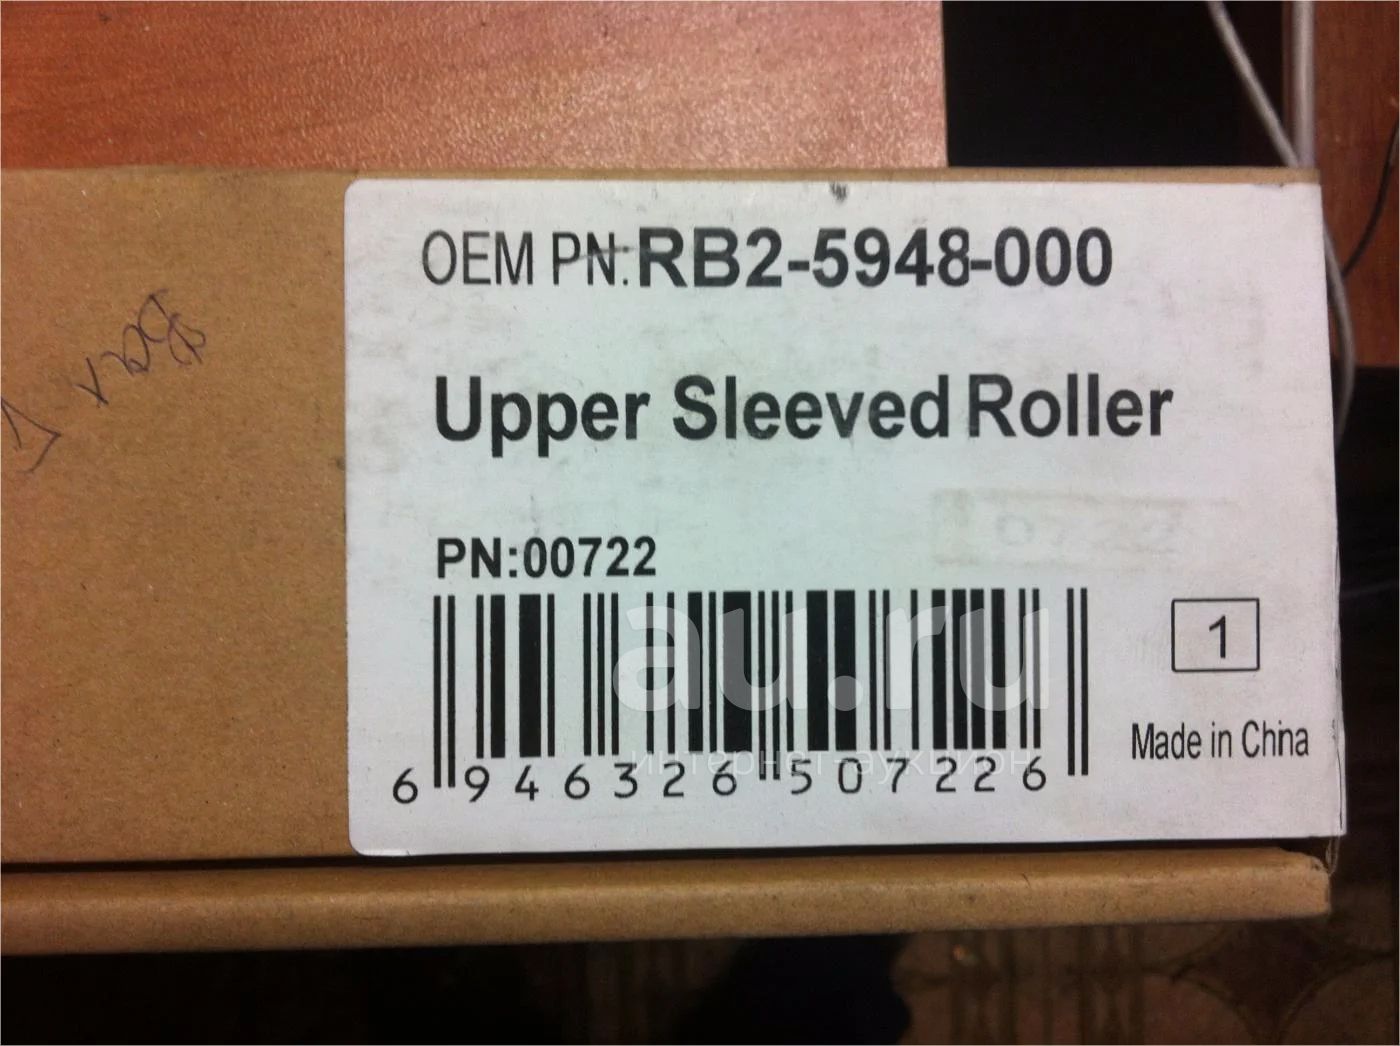 OEM PN:RB2-5948-000
Upper Sleeved Roller
PN:00722
1
Made in China
6 946326 507226
au.ru
интернет-аукцион
Вал